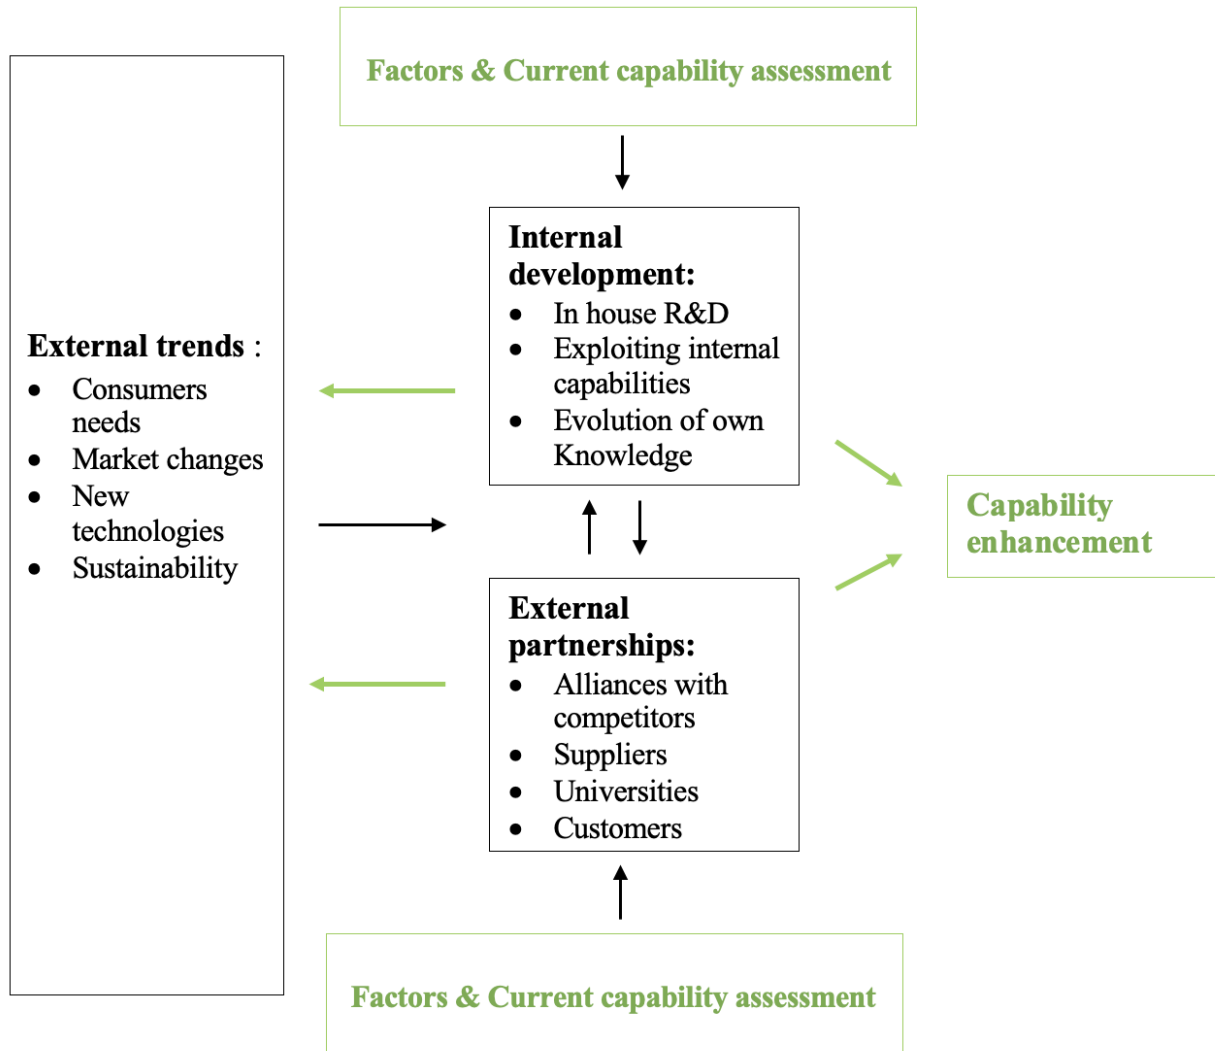 Factors & Current capability assessment
External trends :
• Consumers
needs
• Market changes
• New
technologies
• Sustainability
Internal
development:
• In house R&D
• Exploiting internal
capabilities
• Evolution of own
Knowledge
External
partnerships:
• Alliances with
competitors
• Suppliers
• Universities
• Customers
Capability
enhancement
Factors & Current capability assessment